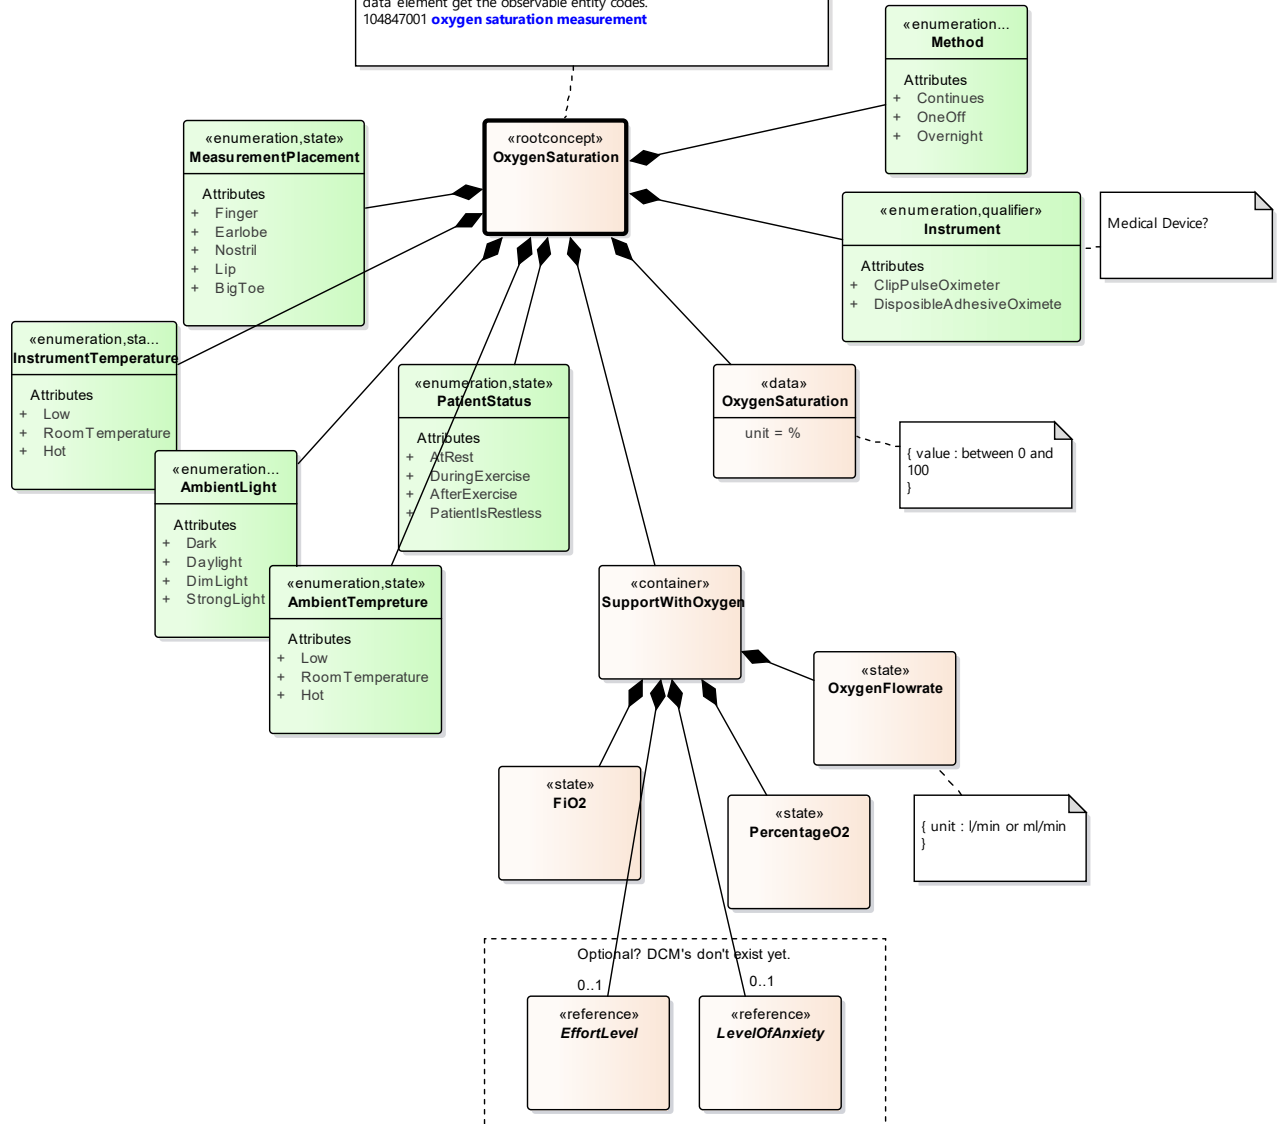 data element get the observable entity codes.
104847001 oxygen saturation measurement
«enumeration...
Method
Attributes
+ Continues
+ OneOff
+ Overnight
«enumeration,state»
MeasurementPlacement
Attributes
+ Finger
+ Earlobe
+ Nostril
+ Lip
+ BigToe
«rootconcept»
OxygenSaturation
«enumeration,qualifier»
Instrument
Attributes
+ ClipPulseOximeter
+ DisposibleAdhesiveOximete
Medical Device?
«enumeration,sta...
InstrumentTemperature
Attributes
+ Low
+ RoomTemperature
+ Hot
«enumeration,state»
PatientStatus
Attributes
+ AtRest
+ DuringExercise
+ AfterExercise
+ PatientIsRestless
«data»
OxygenSaturation
unit = %
{ value : between 0 and
100
}
«enumeration...
AmbientLight
Attributes
+ Dark
+ Daylight
+ DimLight
+ StrongLight
«enumeration,state»
AmbientTempreture
Attributes
+ Low
+ RoomTemperature
+ Hot
«container»
SupportWithOxygen
«state»
OxygenFlowrate
«state»
FiO2
«state»
PercentageO2
{ unit : l/min or ml/min
}
Optional? DCM's don't exist yet.
0..1
0..1
«reference»
EffortLevel
«reference»
LevelOfAnxiety